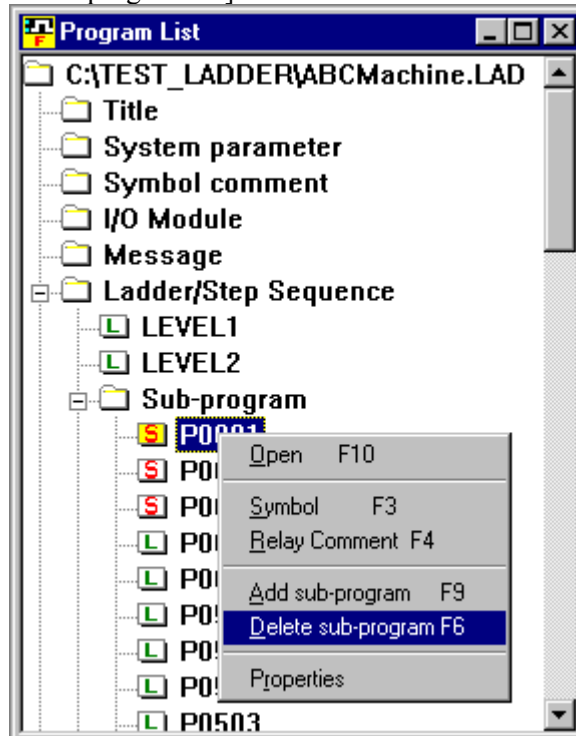 Program List
C:\TEST_LADDER\ABCMachine.LAD
Title
System parameter
Symbol comment
I/O Module
Message
Ladder/Step Sequence
L LEVEL1
L LEVEL2
Sub-program
S
Open F10
S
Symbol F3
S
Relay Comment F4
L
L
Add sub-program F9
L
Delete sub-program F6
L
L
Properties
L P0503